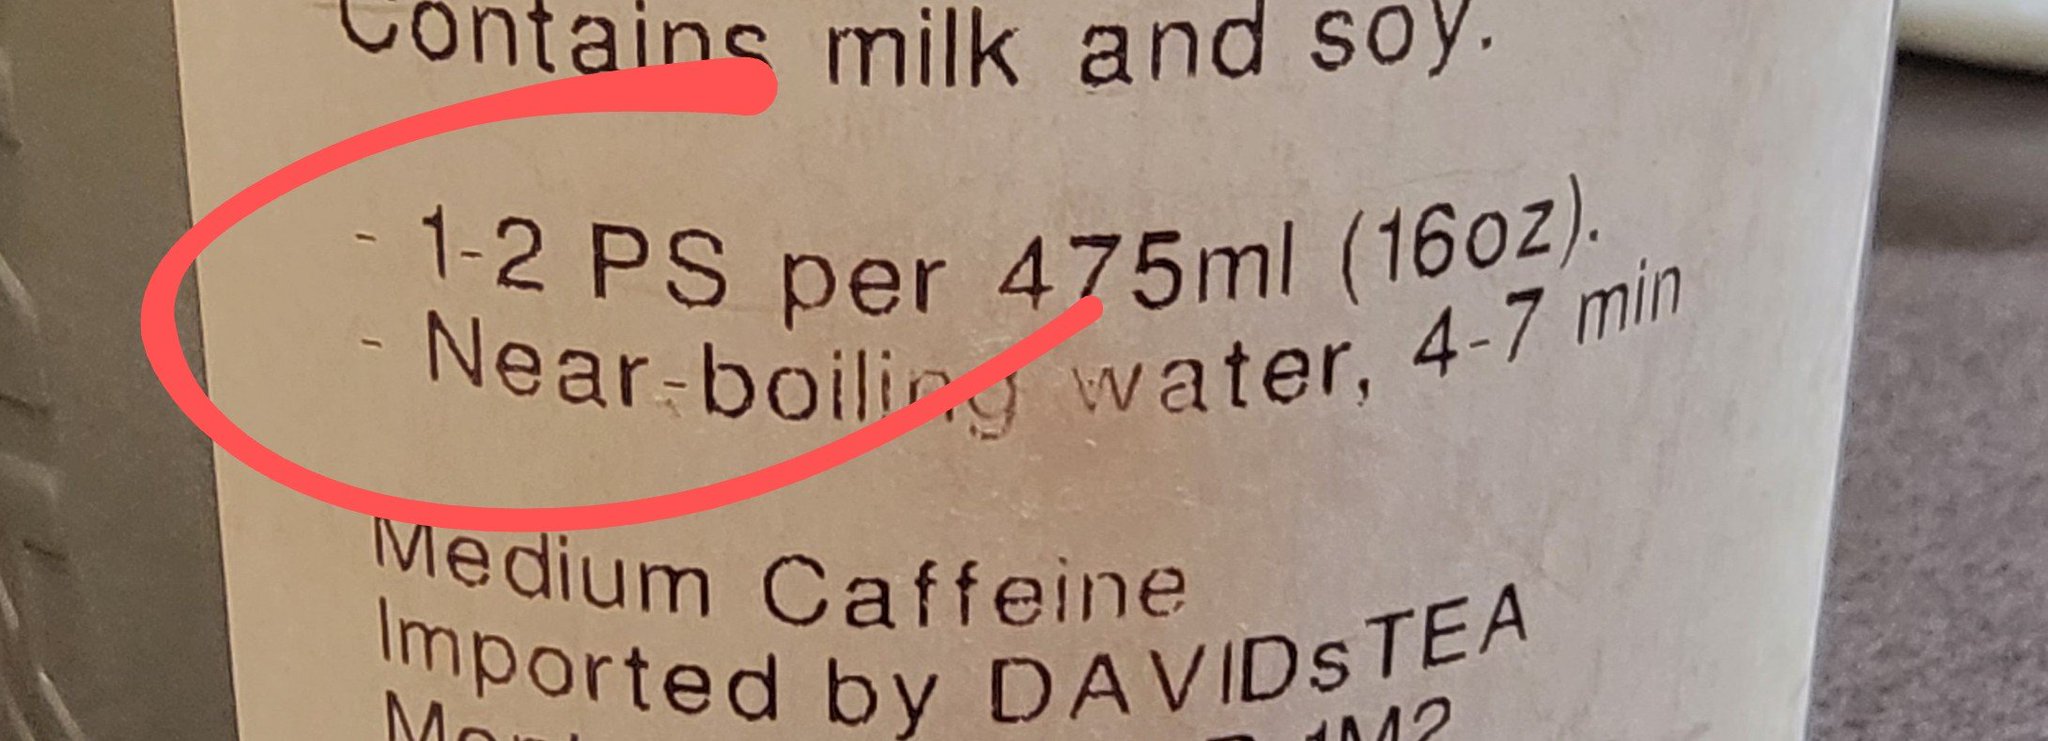 Contains milk and soy.
- 1-2 PS per 475ml (16oz).
- Near-boiling water, 4-7 min
Medium Caffeine
Imported by DAVIDsTEA
1M2